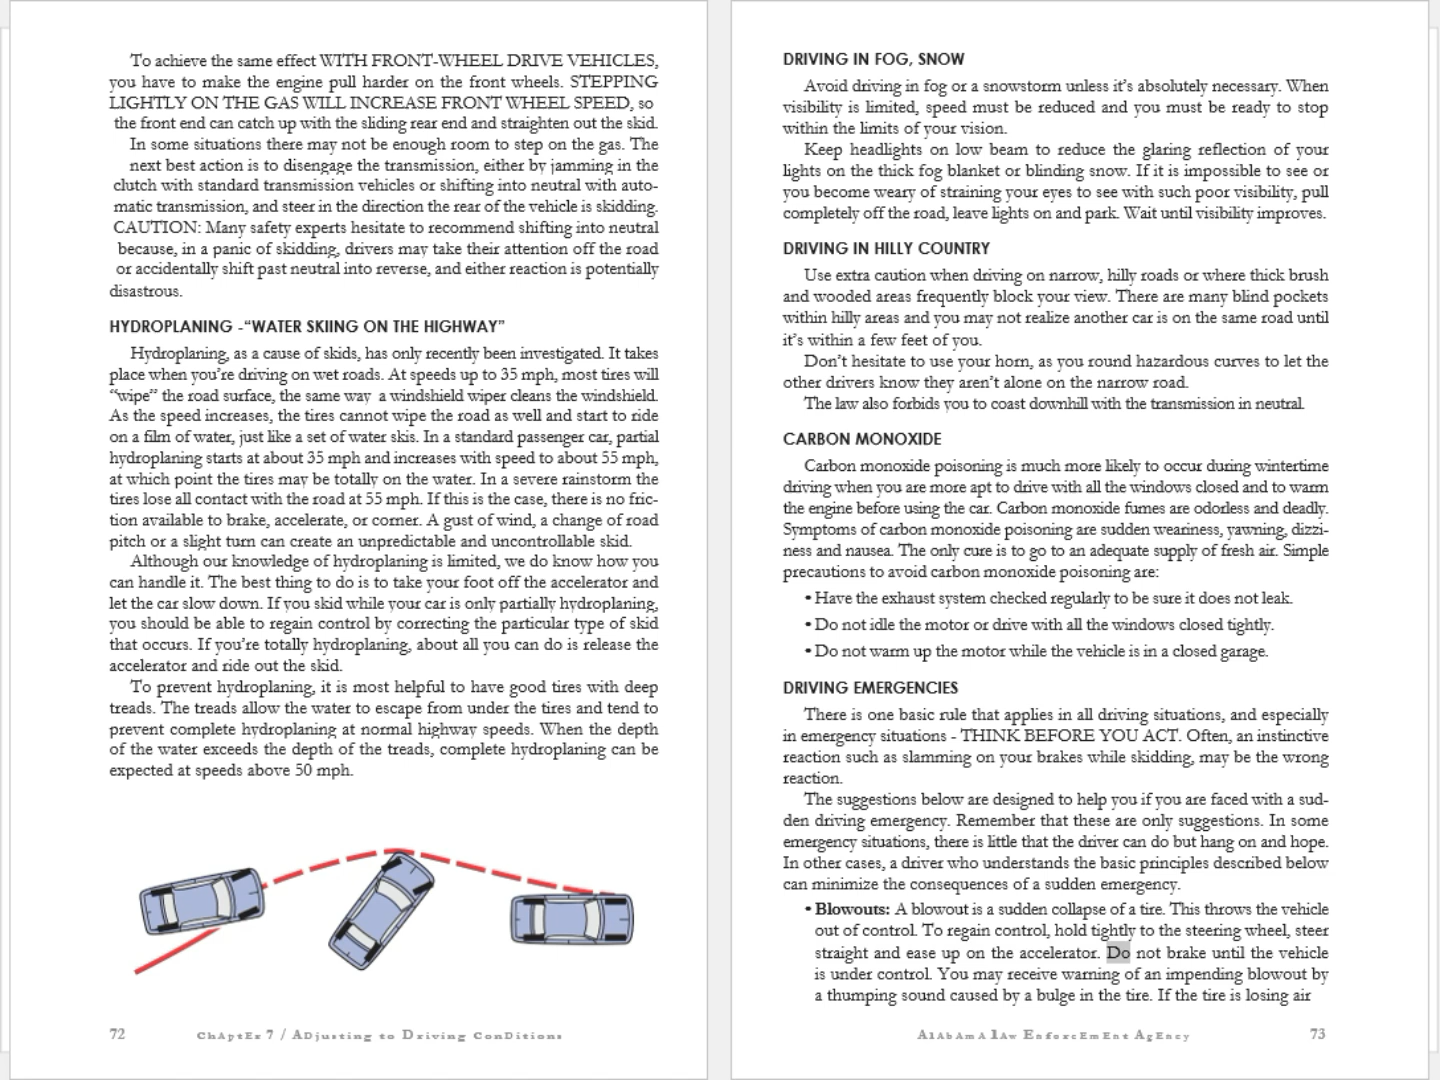 To achieve the same effect WITH FRONT-WHEEL DRIVE VEHICLES,
you have to make the engine pull harder on the front wheels. STEPPING
LIGHTLY ON THE GAS WILL INCREASE FRONT WHEEL SPEED, so
the front end can catch up with the sliding rear end and straighten out the skid.
In some situations there may not be enough room to step on the gas. The
next best action is to disengage the transmission, either by jamming in the
clutch with standard transmission vehicles or shifting into neutral with auto-
matic transmission, and steer in the direction the rear of the vehicle is skidding.
CAUTION: Many safety experts hesitate to recommend shifting into neutral
because, in a panic of skidding, drivers may take their attention off the road
or accidentally shift past neutral into reverse, and either reaction is potentially
disastrous.
HYDROPLANING -“WATER SKIING ON THE HIGHWAY”
Hydroplaning, as a cause of skids, has only recently been investigated. It takes
place when you’re driving on wet roads. At speeds up to 35 mph, most tires will
“wipe” the road surface, the same way a windshield wiper cleans the windshield.
As the speed increases, the tires cannot wipe the road as well and start to ride
on a film of water, just like a set of water skis. In a standard passenger car, partial
hydroplaning starts at about 35 mph and increases with speed to about 55 mph,
at which point the tires may be totally on the water. In a severe rainstorm the
tires lose all contact with the road at 55 mph. If this is the case, there is no fric-
tion available to brake, accelerate, or corner. A gust of wind, a change of road
pitch or a slight turn can create an unpredictable and uncontrollable skid.
Although our knowledge of hydroplaning is limited, we do know how you
can handle it. The best thing to do is to take your foot off the accelerator and
let the car slow down. If you skid while your car is only partially hydroplaning,
you should be able to regain control by correcting the particular type of skid
that occurs. If you’re totally hydroplaning, about all you can do is release the
accelerator and ride out the skid.
To prevent hydroplaning, it is most helpful to have good tires with deep
treads. The treads allow the water to escape from under the tires and tend to
prevent complete hydroplaning at normal highway speeds. When the depth
of the water exceeds the depth of the treads, complete hydroplaning can be
expected at speeds above 50 mph.
72 ChAptEr 7 / ADjusting to Driving ConDitions
DRIVING IN FOG, SNOW
Avoid driving in fog or a snowstorm unless it’s absolutely necessary. When
visibility is limited, speed must be reduced and you must be ready to stop
within the limits of your vision.
Keep headlights on low beam to reduce the glaring reflection of your
lights on the thick fog blanket or blinding snow. If it is impossible to see or
you become weary of straining your eyes to see with such poor visibility, pull
completely off the road, leave lights on and park. Wait until visibility improves.
DRIVING IN HILLY COUNTRY
Use extra caution when driving on narrow, hilly roads or where thick brush
and wooded areas frequently block your view. There are many blind pockets
within hilly areas and you may not realize another car is on the same road until
it’s within a few feet of you.
Don’t hesitate to use your horn, as you round hazardous curves to let the
other drivers know they aren’t alone on the narrow road.
The law also forbids you to coast downhill with the transmission in neutral.
CARBON MONOXIDE
Carbon monoxide poisoning is much more likely to occur during wintertime
driving when you are more apt to drive with all the windows closed and to warm
the engine before using the car. Carbon monoxide fumes are odorless and deadly.
Symptoms of carbon monoxide poisoning are sudden weariness, yawning, dizzi-
ness and nausea. The only cure is to go to an adequate supply of fresh air. Simple
precautions to avoid carbon monoxide poisoning are:
• Have the exhaust system checked regularly to be sure it does not leak.
• Do not idle the motor or drive with all the windows closed tightly.
• Do not warm up the motor while the vehicle is in a closed garage.
DRIVING EMERGENCIES
There is one basic rule that applies in all driving situations, and especially
in emergency situations - THINK BEFORE YOU ACT. Often, an instinctive
reaction such as slamming on your brakes while skidding, may be the wrong
reaction.
The suggestions below are designed to help you if you are faced with a sud-
den driving emergency. Remember that these are only suggestions. In some
emergency situations, there is little that the driver can do but hang on and hope.
In other cases, a driver who understands the basic principles described below
can minimize the consequences of a sudden emergency.
• Blowouts: A blowout is a sudden collapse of a tire. This throws the vehicle
out of control. To regain control, hold tightly to the steering wheel, steer
straight and ease up on the accelerator. Do not brake until the vehicle
is under control. You may receive warning of an impending blowout by
a thumping sound caused by a bulge in the tire. If the tire is losing air
AlAbAmA lAw EnforcEmEnt AgEncy 73